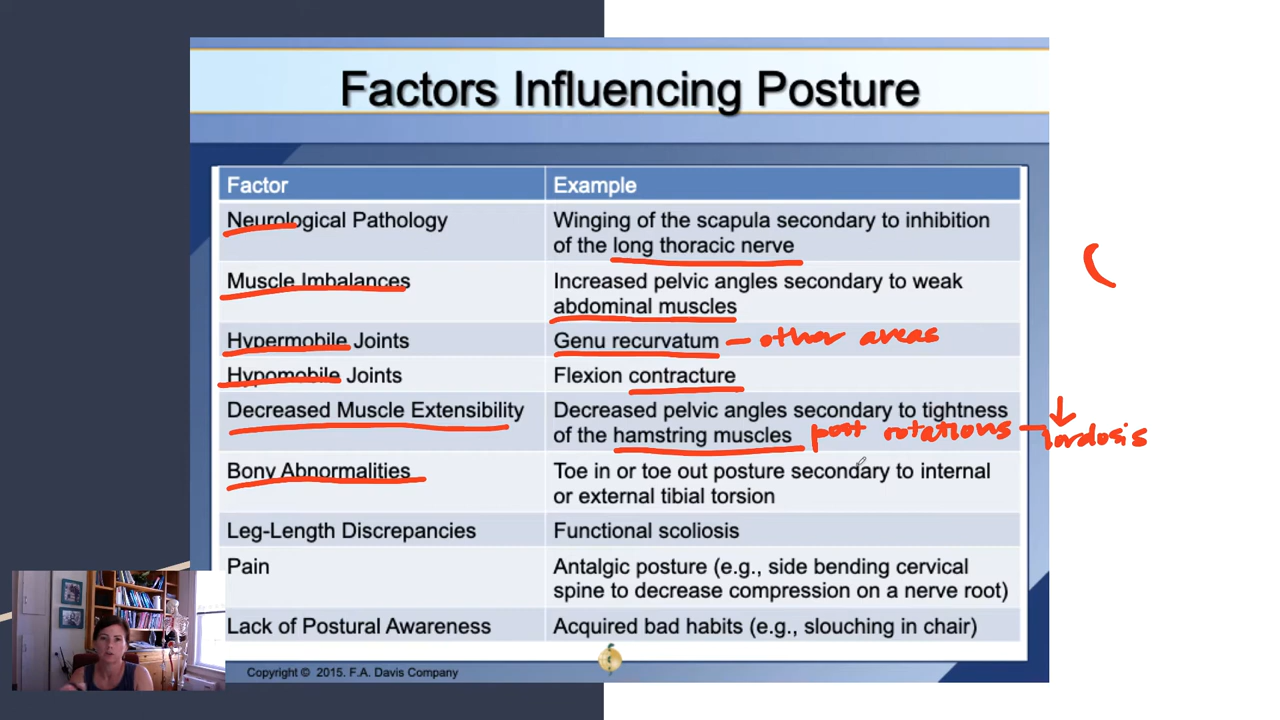 Factors Influencing Posture
Factor Example
Neurological Pathology Winging of the scapula secondary to inhibition
of the long thoracic nerve
Muscle Imbalances Increased pelvic angles secondary to weak
abdominal muscles
Hypermobile Joints Genu recurvatum – other areas
Hypomobile Joints Flexion contracture
Decreased Muscle Extensibility Decreased pelvic angles secondary to tightness
of the hamstring muscles post rotations – ↓ lordosis
Bony Abnormalities Toe in or toe out posture secondary to internal
or external tibial torsion
Leg-Length Discrepancies Functional scoliosis
Pain Antalgic posture (e.g., side bending cervical
spine to decrease compression on a nerve root)
Lack of Postural Awareness Acquired bad habits (e.g., slouching in chair)
Copyright © 2015. F.A. Davis Company